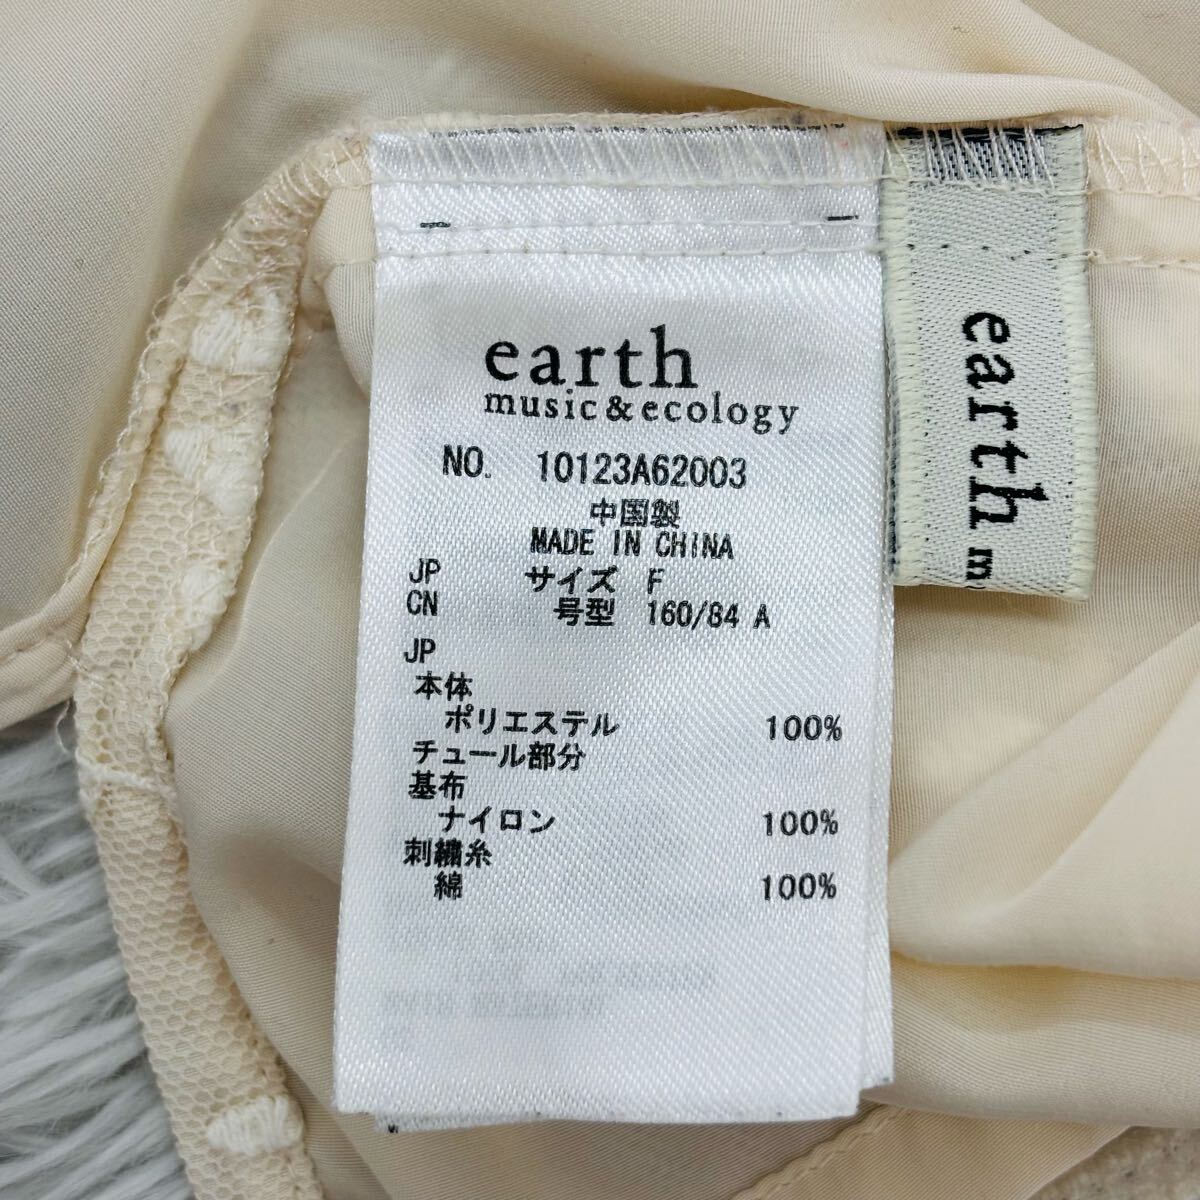 earth
music&ecology
NO. 10123A62003
中国製
MADE IN CHINA
JP サイズ F
CN 号型 160/84 A
JP
本体
ポリエステル 100%
チュール部分
基布
ナイロン 100%
刺繍糸
綿 100%
earth m